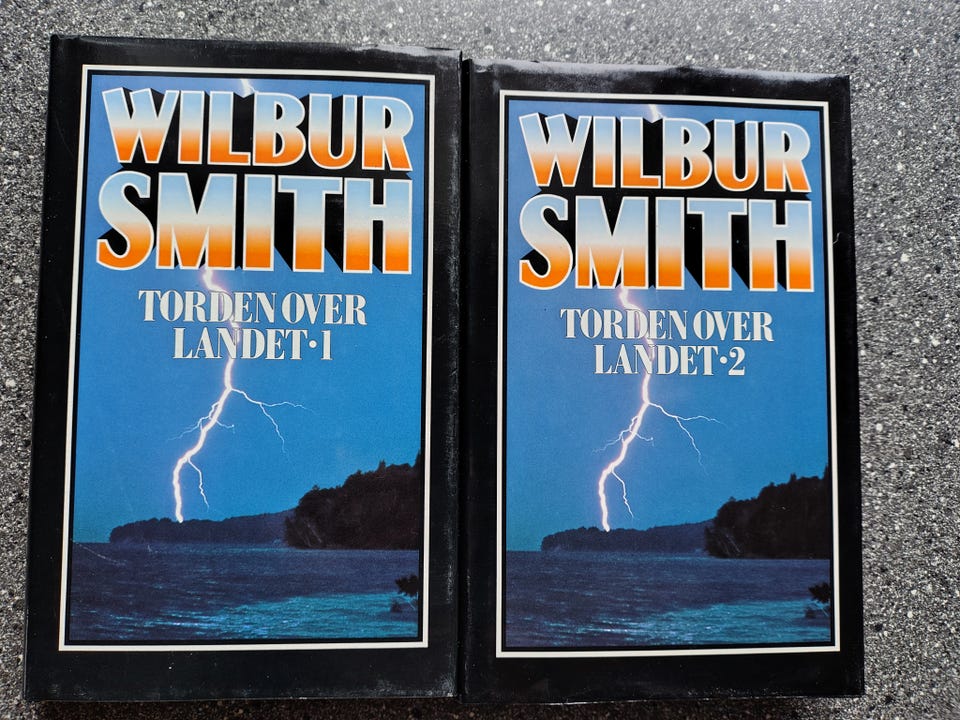 WILBUR
SMITH
TORDEN OVER
LANDET•1
WILBUR
SMITH
TORDEN OVER
LANDET•2